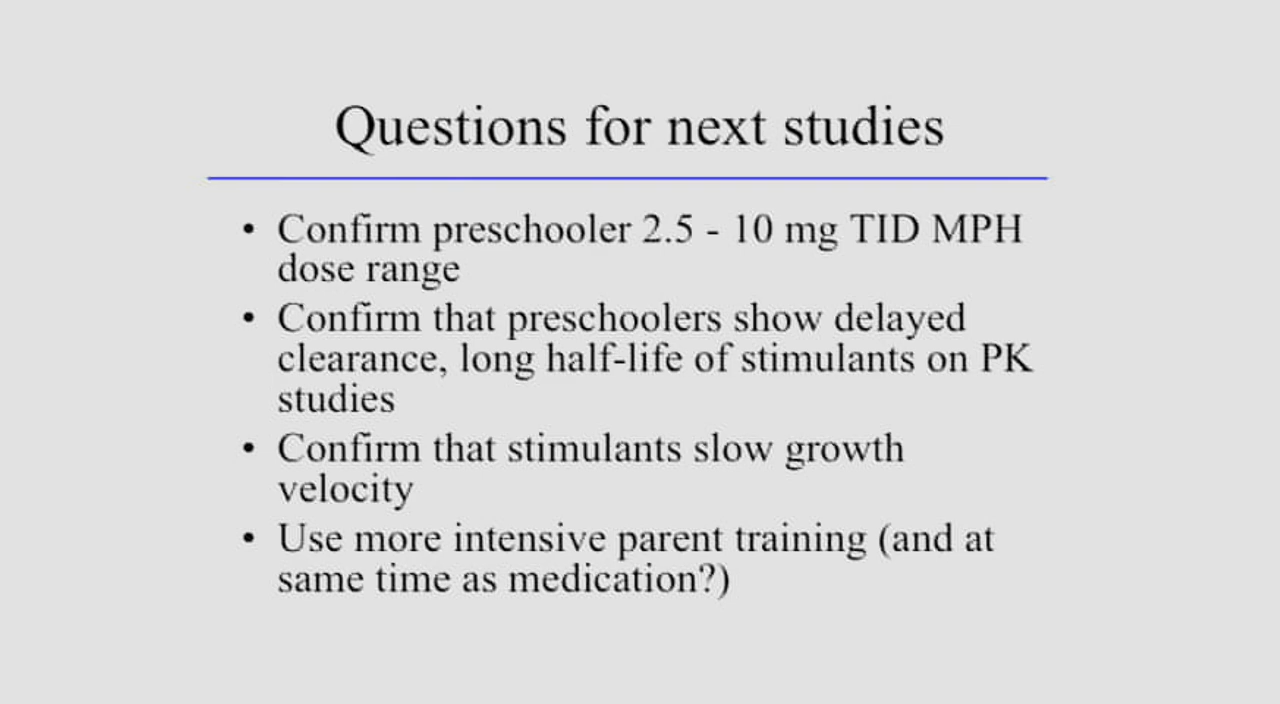 Questions for next studies
• Confirm preschooler 2.5 - 10 mg TID MPH
dose range
• Confirm that preschoolers show delayed
clearance, long half-life of stimulants on PK
studies
• Confirm that stimulants slow growth
velocity
• Use more intensive parent training (and at
same time as medication?)